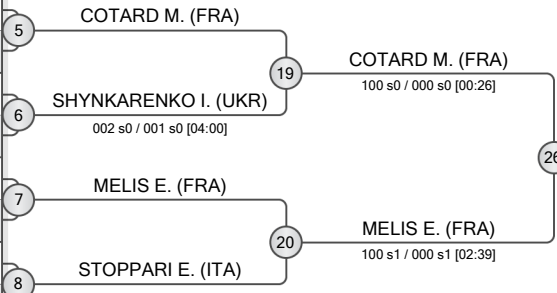 5
COTARD M. (FRA)
19
COTARD M. (FRA)
100 s0 / 000 s0 [00:26]
6
SHYNKARENKO I. (UKR)
002 s0 / 001 s0 [04:00]
26
7
MELIS E. (FRA)
20
MELIS E. (FRA)
100 s1 / 000 s1 [02:39]
8
STOPPARI E. (ITA)